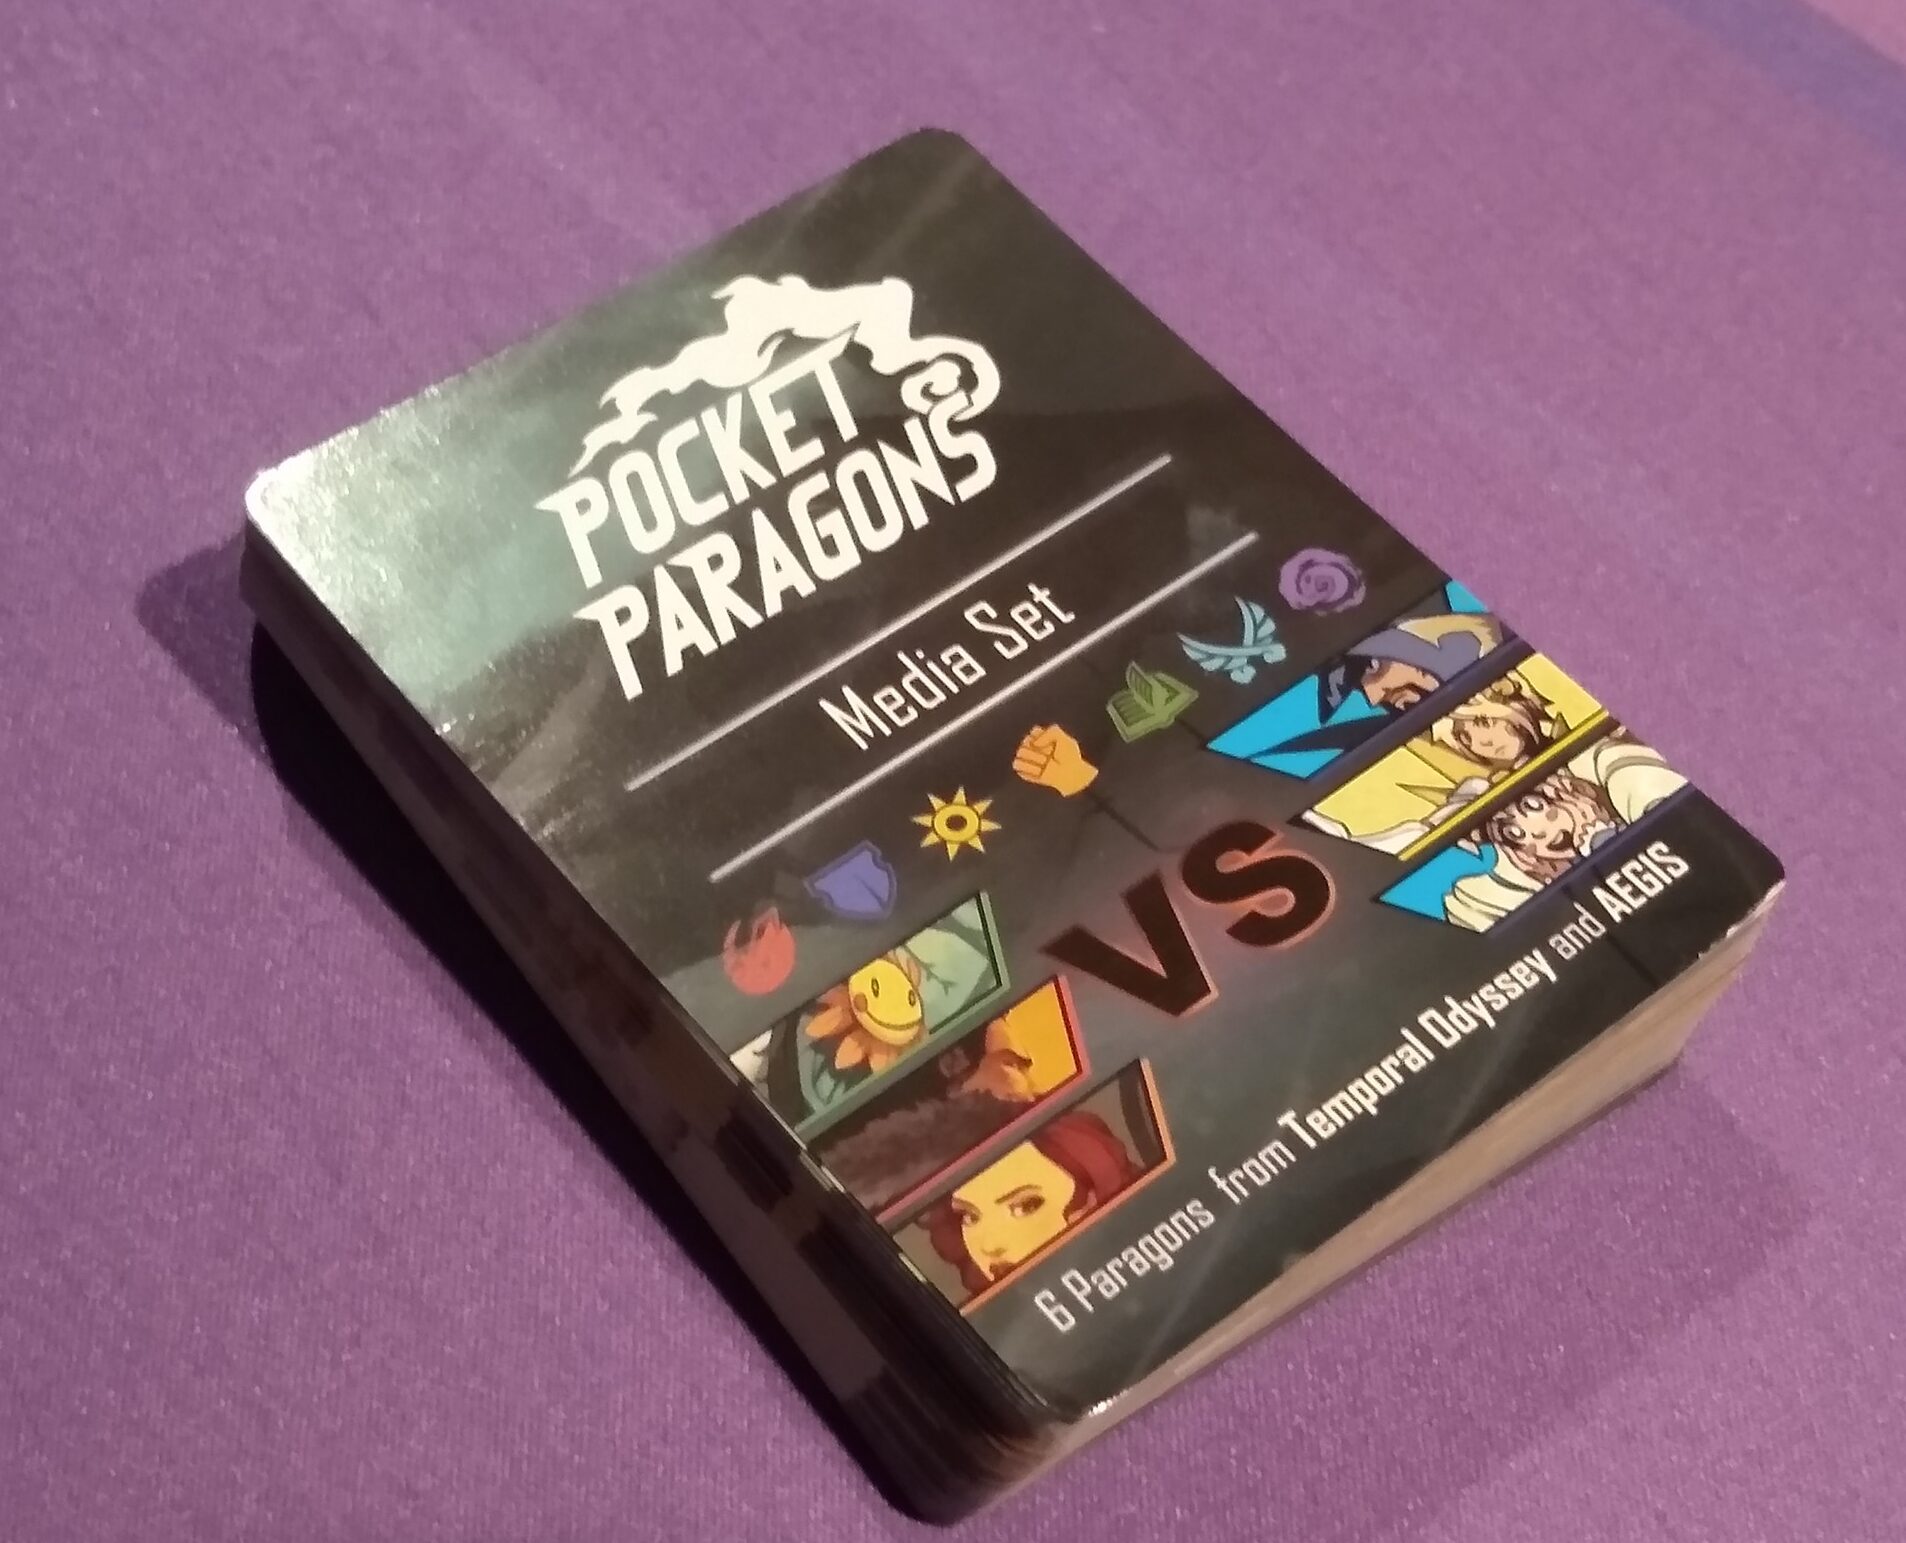 POCKET
PARAGONS
Media Set
VS
6 Paragons from Temporal Odyssey and AEGIS